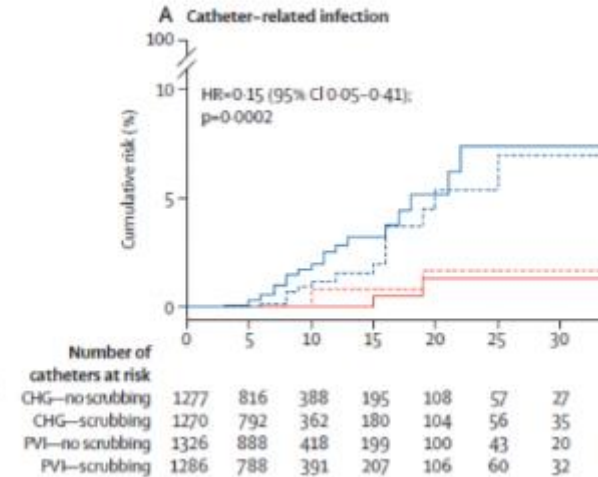 A Catheter-related infection
100
10
HR=0·15 (95% CI 0·05–0·41);
p=0·0002
Cumulative risk (%)
5
0
0 5 10 15 20 25 30
Number of
catheters at risk
CHG—no scrubbing 1277 816 388 195 108 57 27
CHG—scrubbing 1270 792 362 180 104 56 35
PVI—no scrubbing 1326 888 418 199 100 43 20
PVI—scrubbing 1286 788 391 207 106 60 32